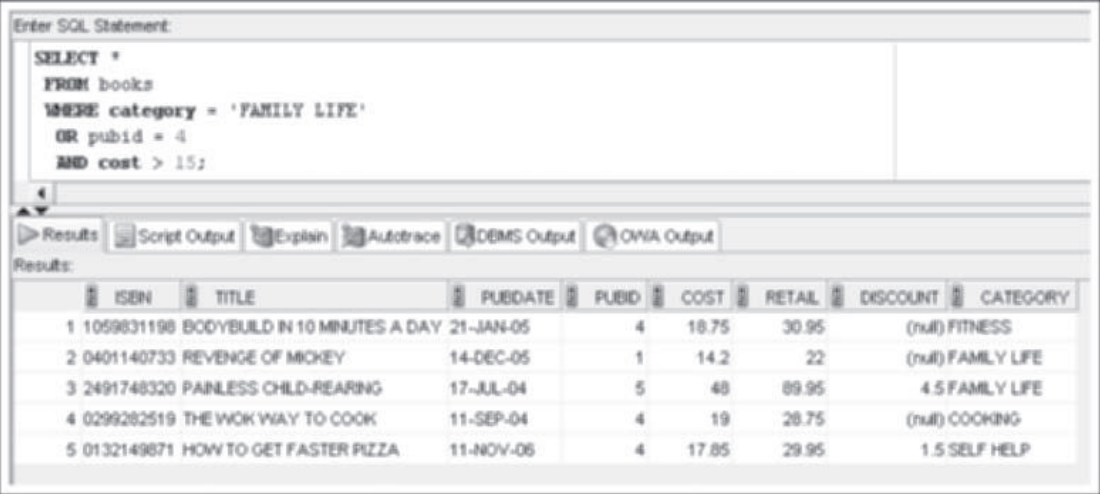 Enter SQL Statement:
SELECT *
FROM books
WHERE category = 'FAMILY LIFE'
OR pubid = 4
AND cost > 15;
Results Script Output Explain Autotrace DBMS Output OWA Output
Results:
ISBN TITLE PUBDATE PUBID COST RETAIL DISCOUNT CATEGORY
1 1059831198 BODYBUILD IN 10 MINUTES A DAY 21-JAN-05 4 18.75 30.95 (null) FITNESS
2 0401140733 REVENGE OF MICKEY 14-DEC-05 1 14.2 22 (null) FAMILY LIFE
3 2491748320 PAINLESS CHILD-REARING 17-JUL-04 5 48 89.95 4.5 FAMILY LIFE
4 0299282519 THE WOK WAY TO COOK 11-SEP-04 4 19 28.75 (null) COOKING
5 0132149871 HOW TO GET FASTER PIZZA 11-NOV-06 4 17.85 29.95 1.5 SELF HELP